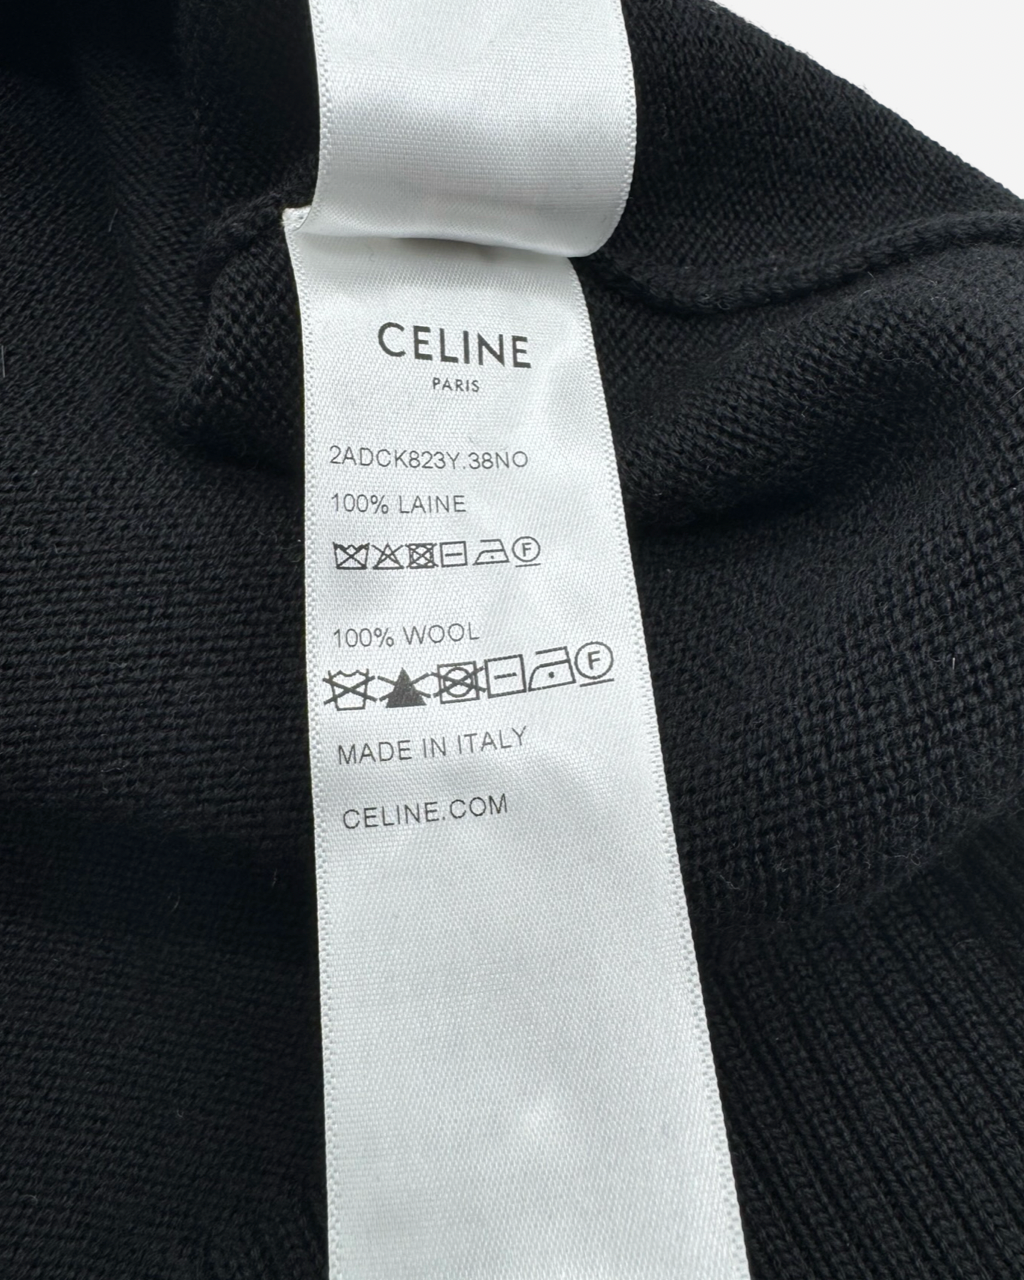 CELINE
PARIS
2ADCK823Y.38NO
100% LAINE
F
100% WOOL
F
MADE IN ITALY
CELINE.COM